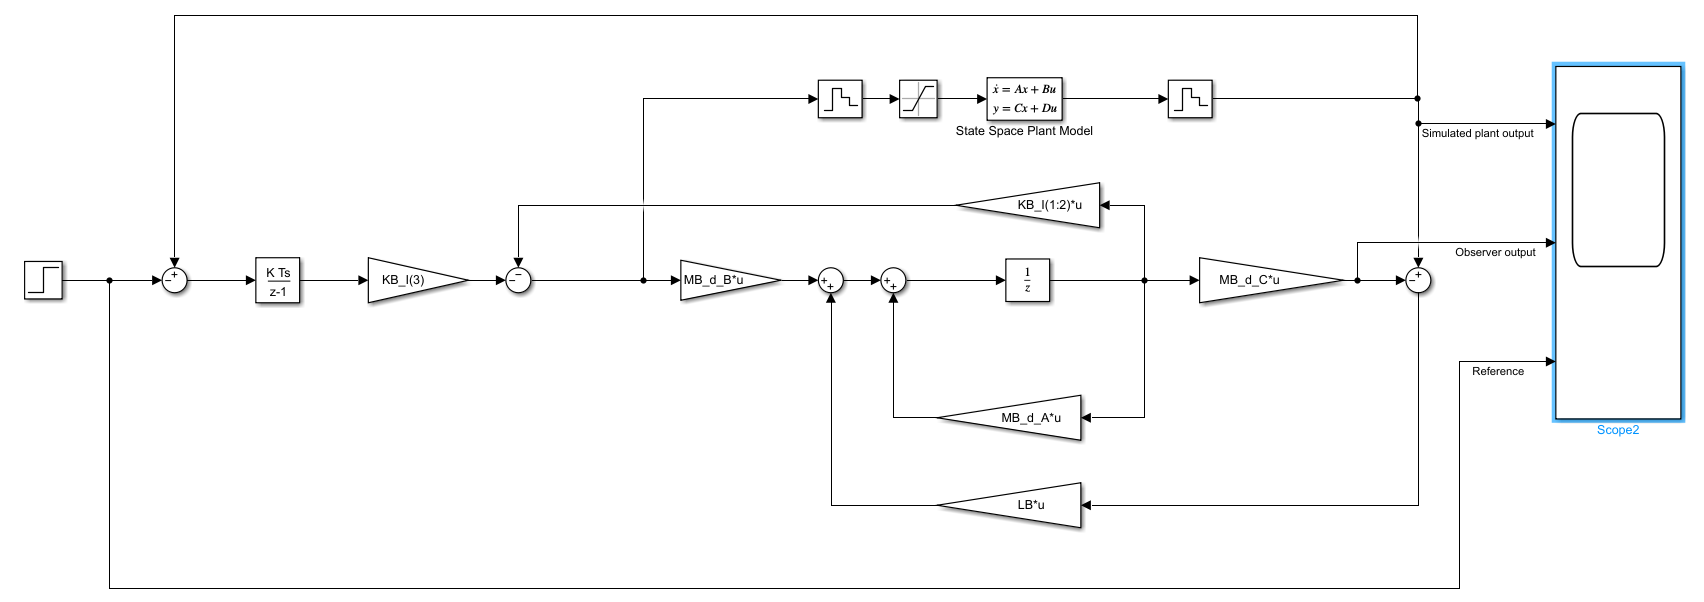 ẋ = Ax + Bu
y = Cx + Du
State Space Plant Model
Simulated plant output
KB_I(1:2)*u
Observer output
K Ts
z-1
KB_I(3)
MB_d_B*u
1
z
MB_d_C*u
Reference
MB_d_A*u
Scope2
LB*u